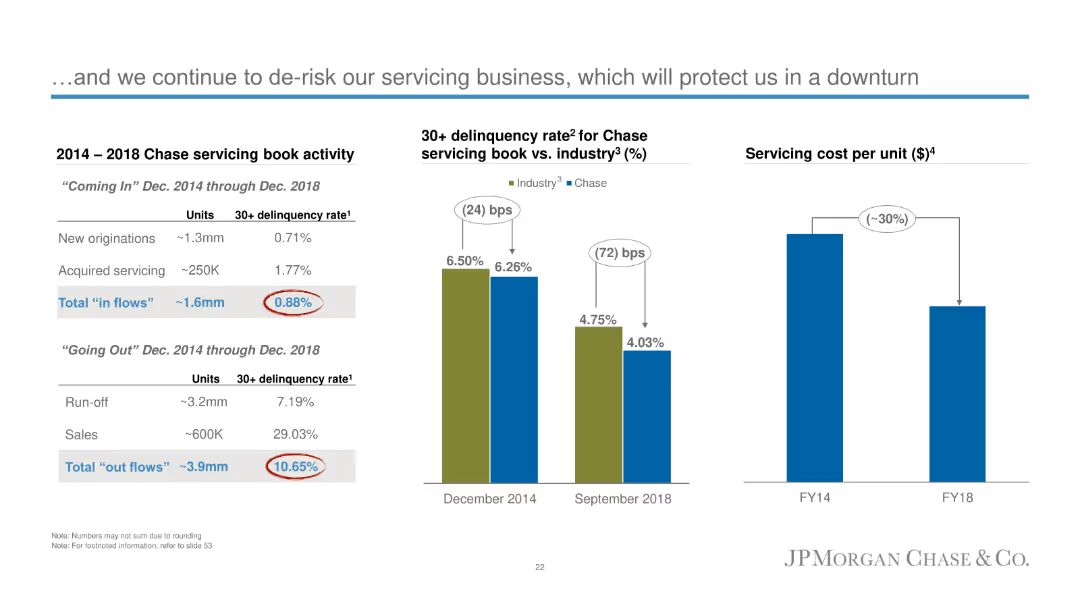 …and we continue to de-risk our servicing business, which will protect us in a downturn
2014 – 2018 Chase servicing book activity
“Coming In” Dec. 2014 through Dec. 2018
Units 30+ delinquency rate¹
New originations ~1.3mm 0.71%
Acquired servicing ~250K 1.77%
Total “in flows” ~1.6mm 0.88%
“Going Out” Dec. 2014 through Dec. 2018
Units 30+ delinquency rate¹
Run-off ~3.2mm 7.19%
Sales ~600K 29.03%
Total “out flows” ~3.9mm 10.65%
30+ delinquency rate² for Chase
servicing book vs. industry³ (%)
Industry³ Chase
(24) bps
6.50% 6.26%
(72) bps
4.75%
4.03%
December 2014 September 2018
Servicing cost per unit ($)⁴
(~30%)
FY14 FY18
Note: Numbers may not sum due to rounding
Note: For footnoted information, refer to slide 53
22
JPMORGAN CHASE & CO.